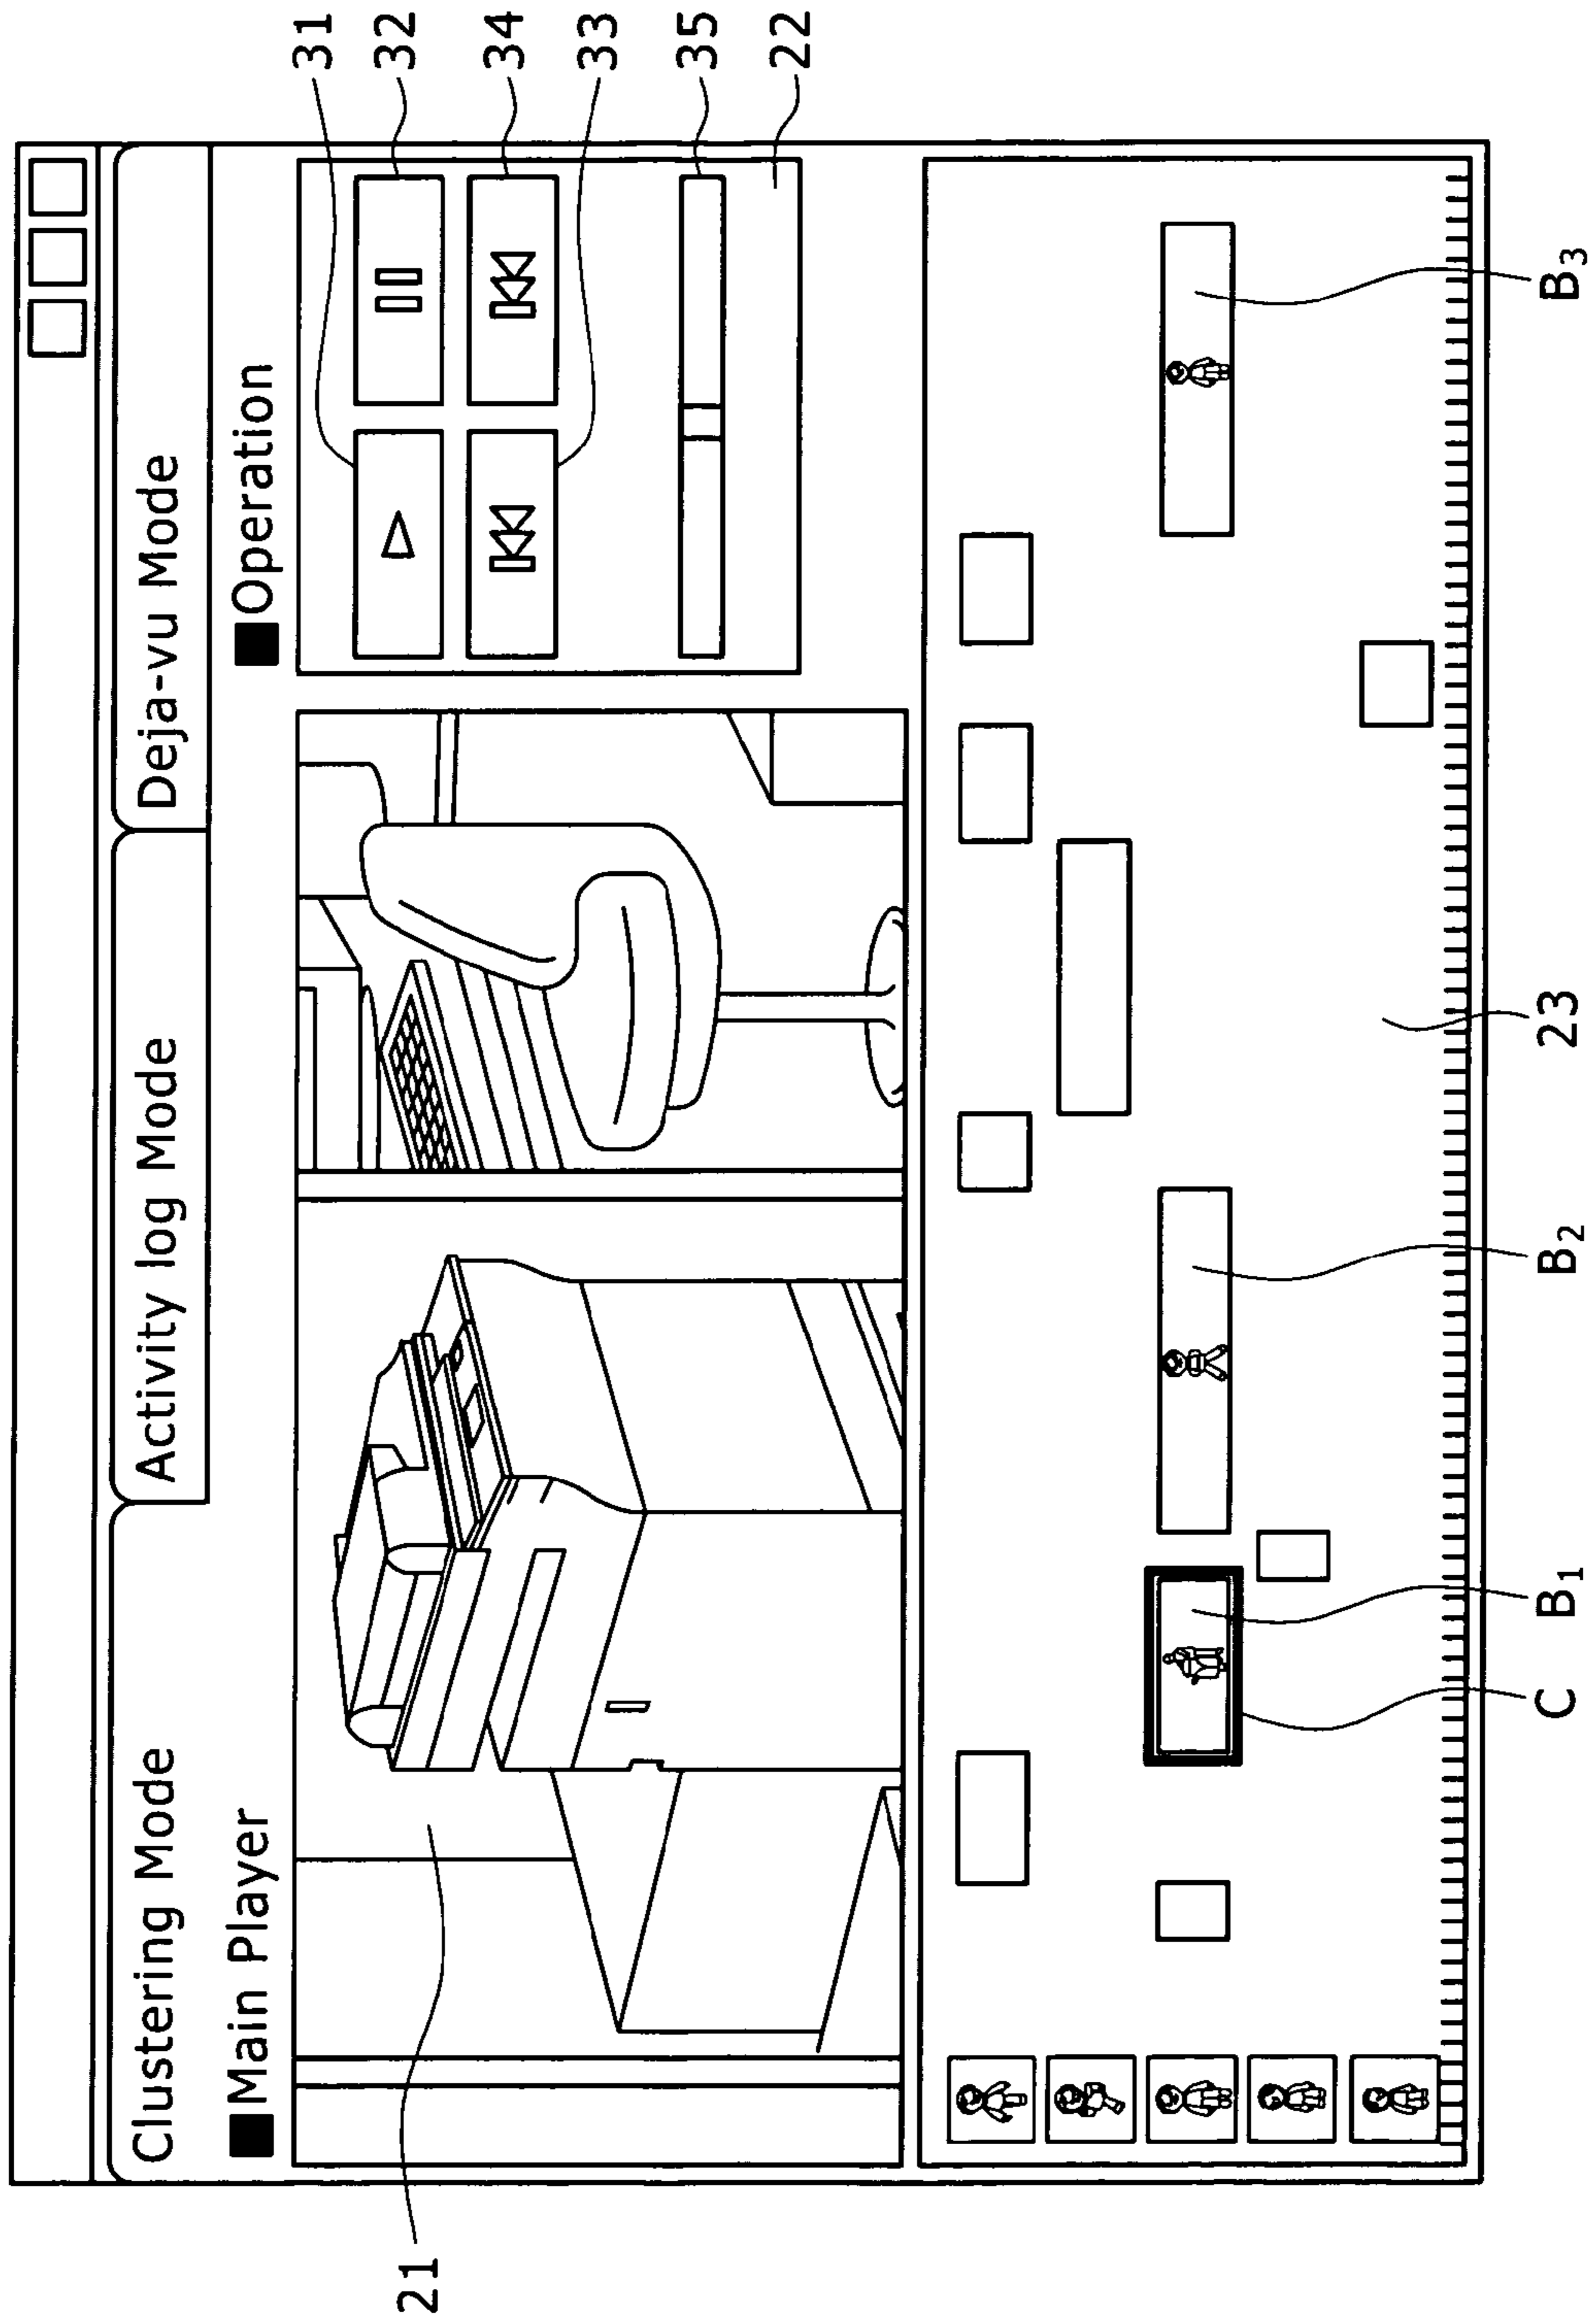 Clustering Mode
Activity log Mode
Deja-vu Mode
■Main Player
■Operation
31
32
34
33
35
22
21
C
B1
B2
23
B3